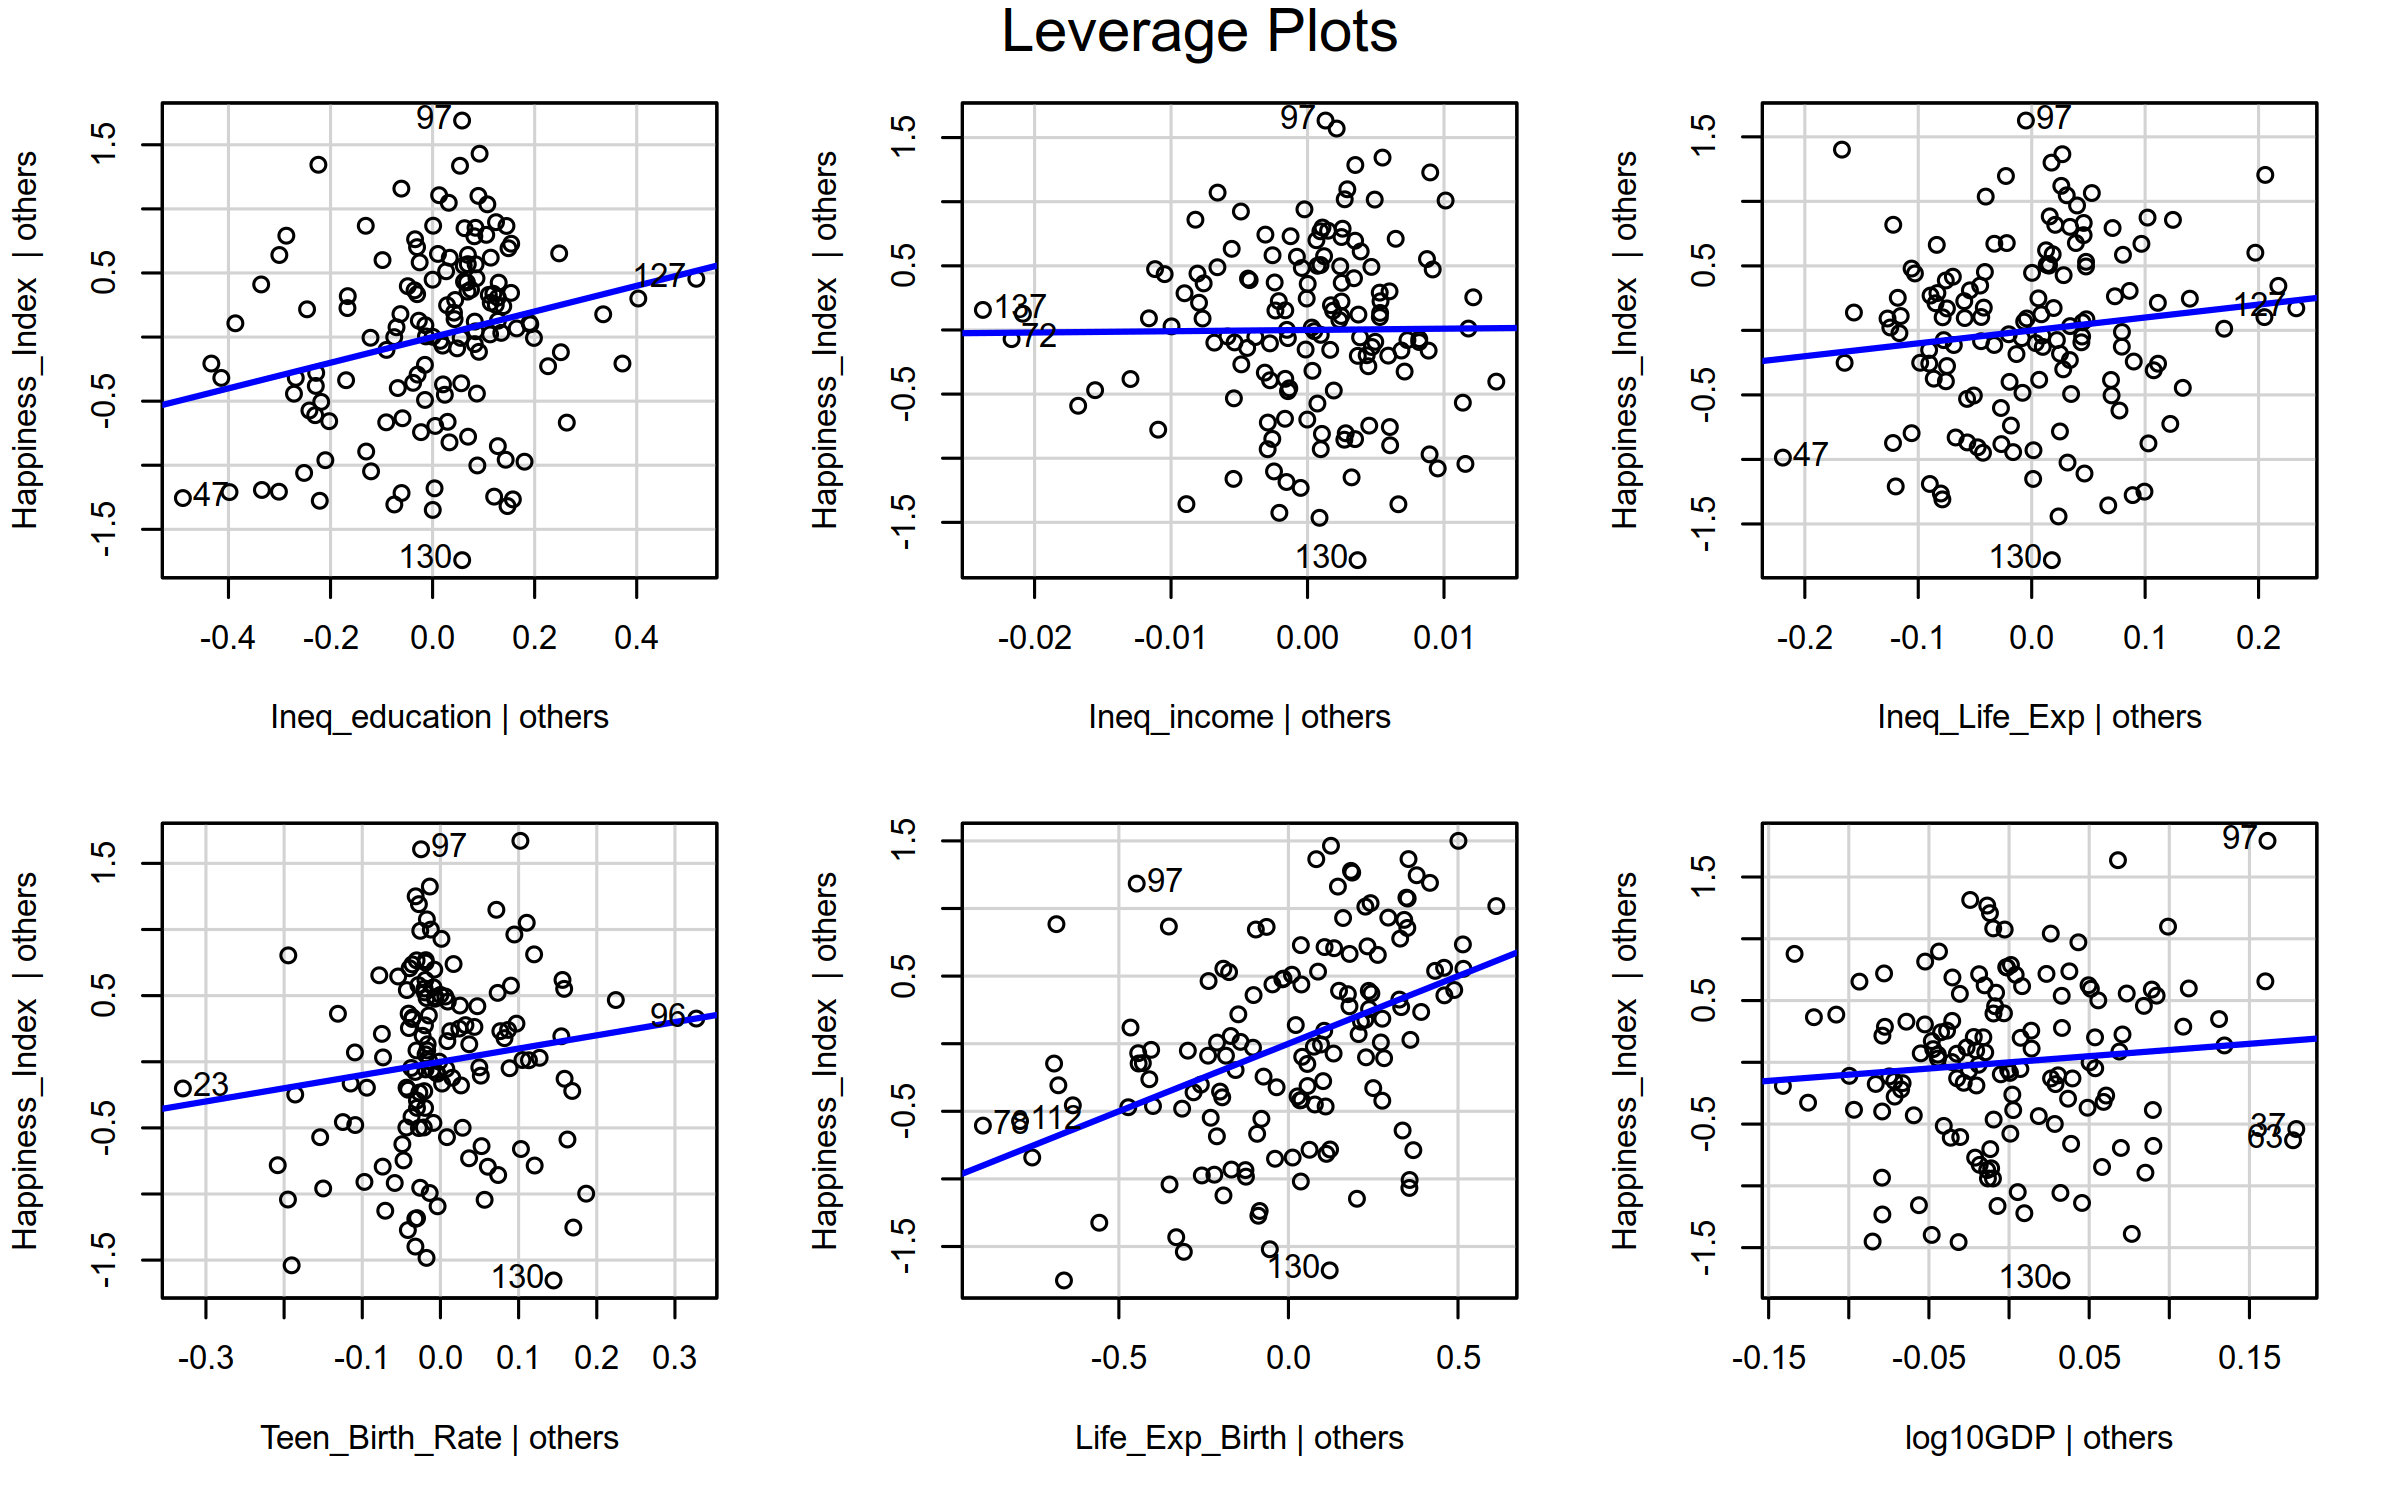 Leverage Plots
Happiness_Index | others
1.5
0.5
-0.5
-1.5
97
127
47
130
-0.4 -0.2 0.0 0.2 0.4
Ineq_education | others
Happiness_Index | others
1.5
0.5
-0.5
-1.5
97
137
72
130
-0.02 -0.01 0.00 0.01
Ineq_income | others
Happiness_Index | others
1.5
0.5
-0.5
-1.5
97
127
47
130
-0.2 -0.1 0.0 0.1 0.2
Ineq_Life_Exp | others
Happiness_Index | others
1.5
0.5
-0.5
-1.5
97
96
23
130
-0.3 -0.1 0.0 0.1 0.2 0.3
Teen_Birth_Rate | others
Happiness_Index | others
1.5
0.5
-0.5
-1.5
97
112
130
-0.5 0.0 0.5
Life_Exp_Birth | others
Happiness_Index | others
1.5
0.5
-0.5
-1.5
97
37
63
130
-0.15 -0.05 0.05 0.15
log10GDP | others